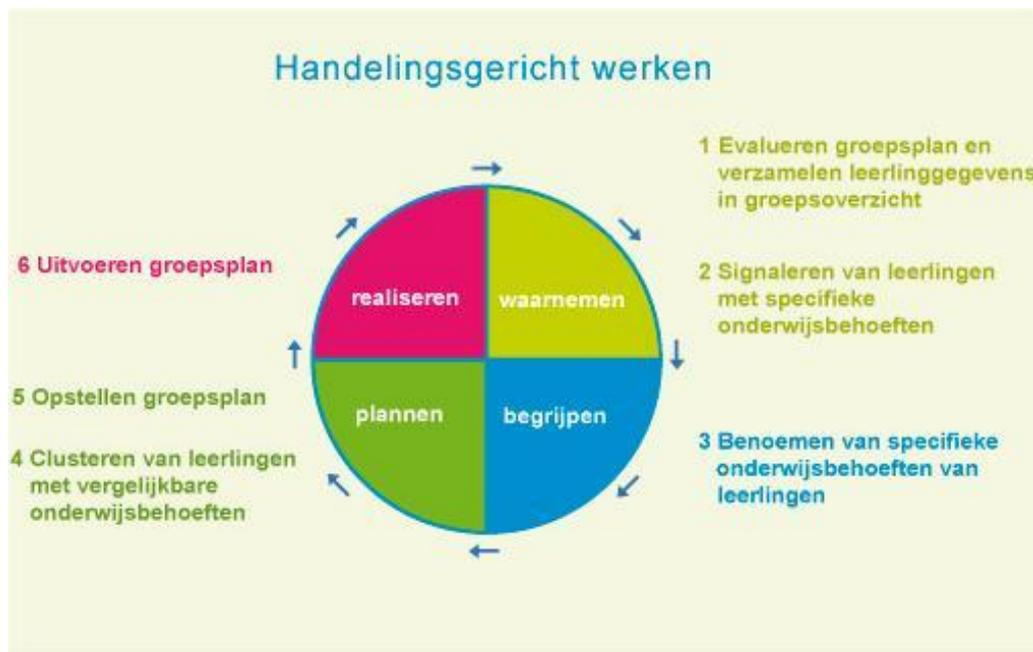 Handelingsgericht werken
1 Evalueren groepsplan en
verzamelen leerlinggegevens
in groepsoverzicht
2 Signaleren van leerlingen
met specifieke
onderwijsbehoeften
3 Benoemen van specifieke
onderwijsbehoeften van
leerlingen
4 Clusteren van leerlingen
met vergelijkbare
onderwijsbehoeften
5 Opstellen groepsplan
6 Uitvoeren groepsplan
waarnemen
begrijpen
plannen
realiseren